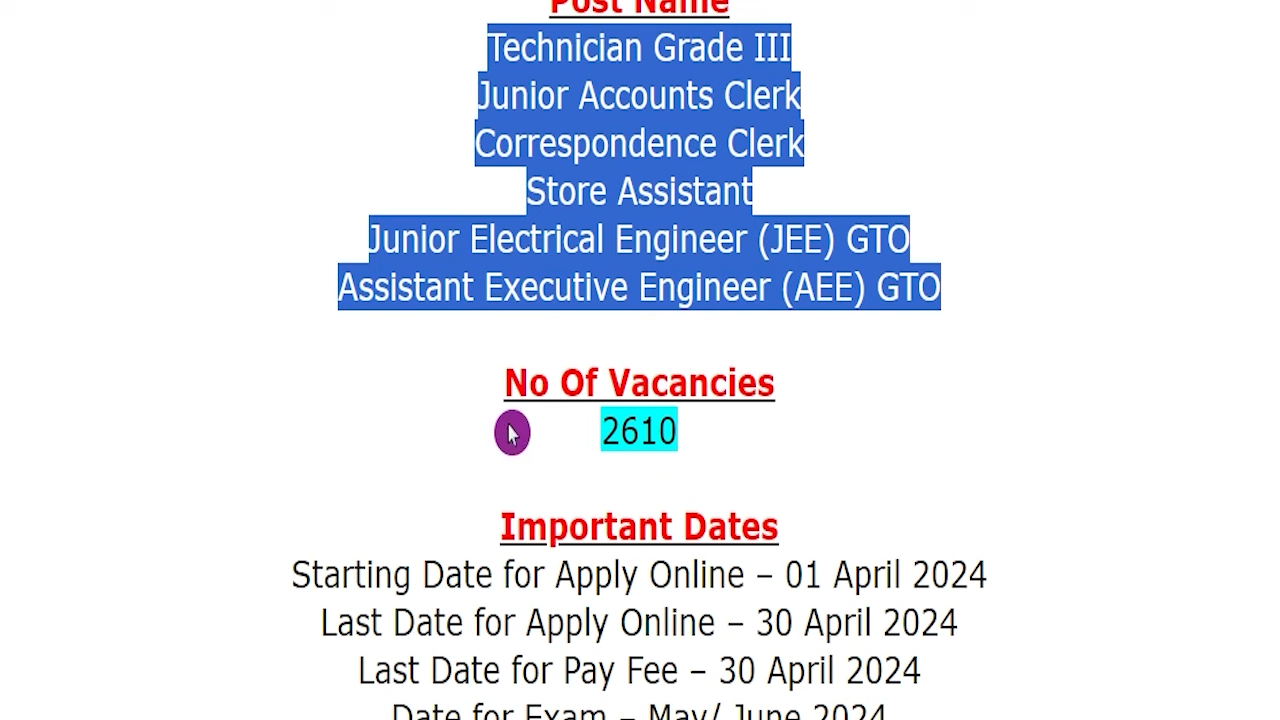 Post Name
Technician Grade III
Junior Accounts Clerk
Correspondence Clerk
Store Assistant
Junior Electrical Engineer (JEE) GTO
Assistant Executive Engineer (AEE) GTO
No Of Vacancies
2610
Important Dates
Starting Date for Apply Online – 01 April 2024
Last Date for Apply Online – 30 April 2024
Last Date for Pay Fee – 30 April 2024
Date for Exam – May/ June 2024